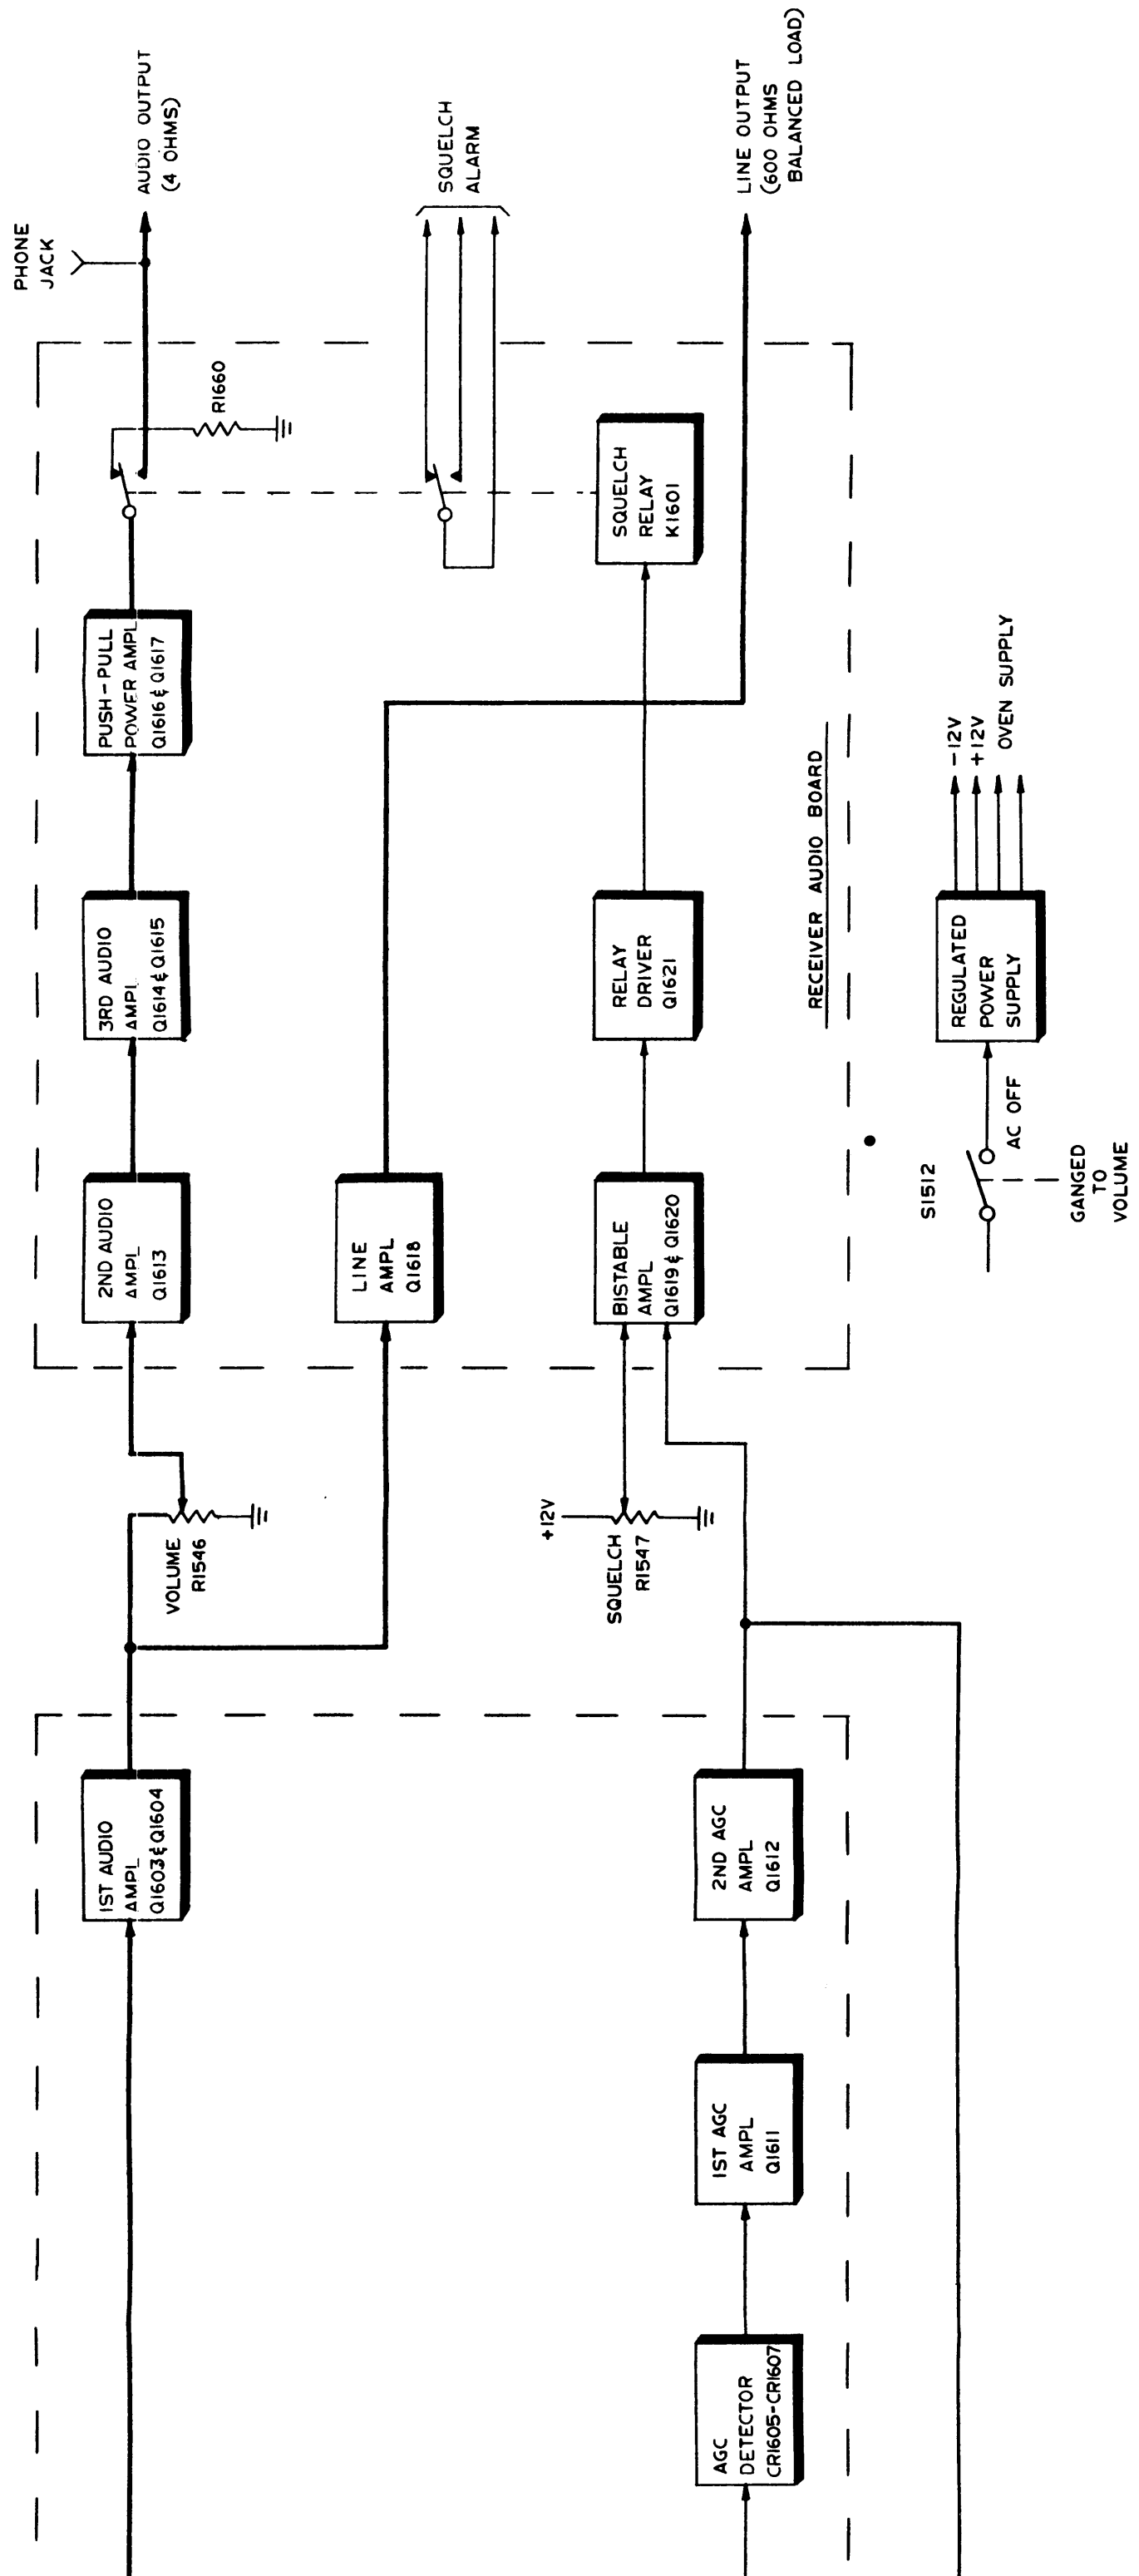 1ST AUDIO
AMPL
Q1603 & Q1604
VOLUME
R1546
2ND AUDIO
AMPL
Q1613
3RD AUDIO
AMPL
Q1614 & Q1615
PUSH-PULL
POWER AMPL
Q1616 & Q1617
R1660
PHONE
JACK
AUDIO OUTPUT
(4 OHMS)
LINE
AMPL
Q1618
SQUELCH
ALARM
+12V
SQUELCH
R1547
BISTABLE
AMPL
Q1619 & Q1620
RELAY
DRIVER
Q1621
SQUELCH
RELAY
K1601
LINE OUTPUT
(600 OHMS
BALANCED LOAD)
AGC
DETECTOR
CR1605-CR1607
1ST AGC
AMPL
Q1611
2ND AGC
AMPL
Q1612
RECEIVER AUDIO BOARD
S1512
AC OFF
GANGED
TO
VOLUME
REGULATED
POWER
SUPPLY
-12V
+12V
OVEN SUPPLY